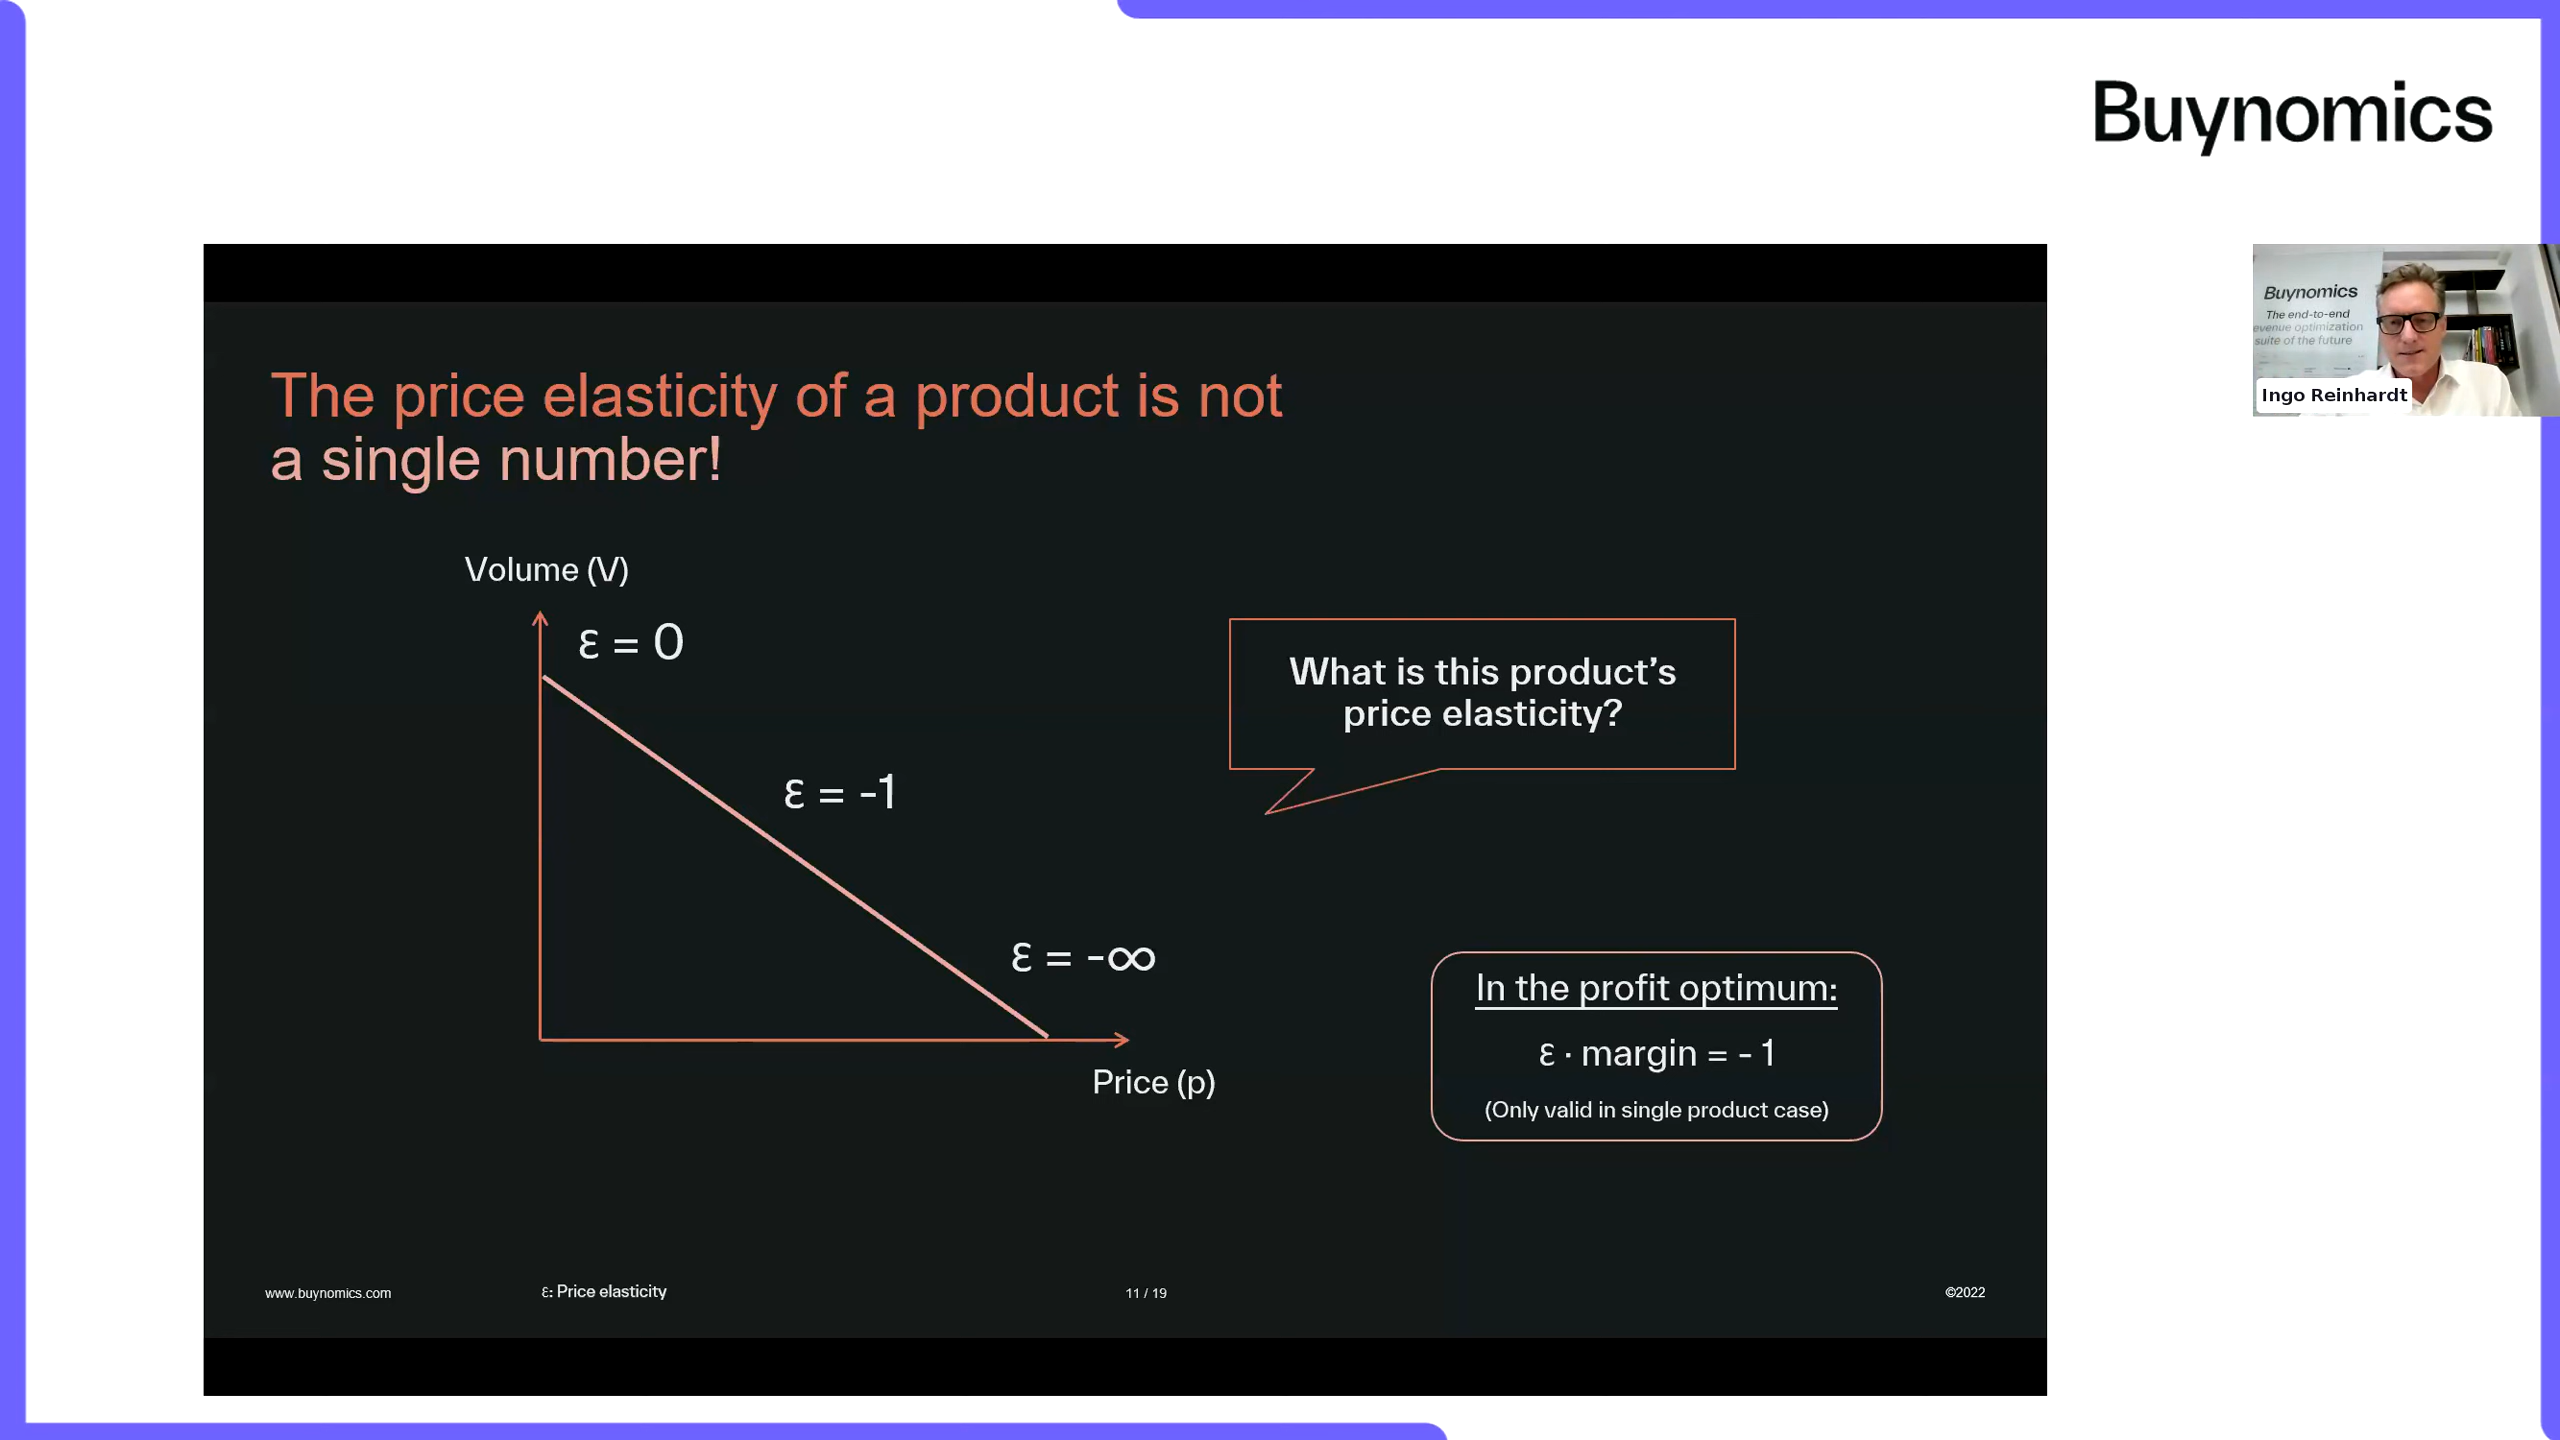 Buynomics
The price elasticity of a product is not
a single number!
Volume (V)
ε = 0
ε = -1
ε = -∞
Price (p)
What is this product's
price elasticity?
In the profit optimum:
ε · margin = - 1
(Only valid in single product case)
www.buynomics.com
ε: Price elasticity
11 / 19
©2022
Buynomics
The end-to-end
evenue optimization
suite of the future
Ingo Reinhardt